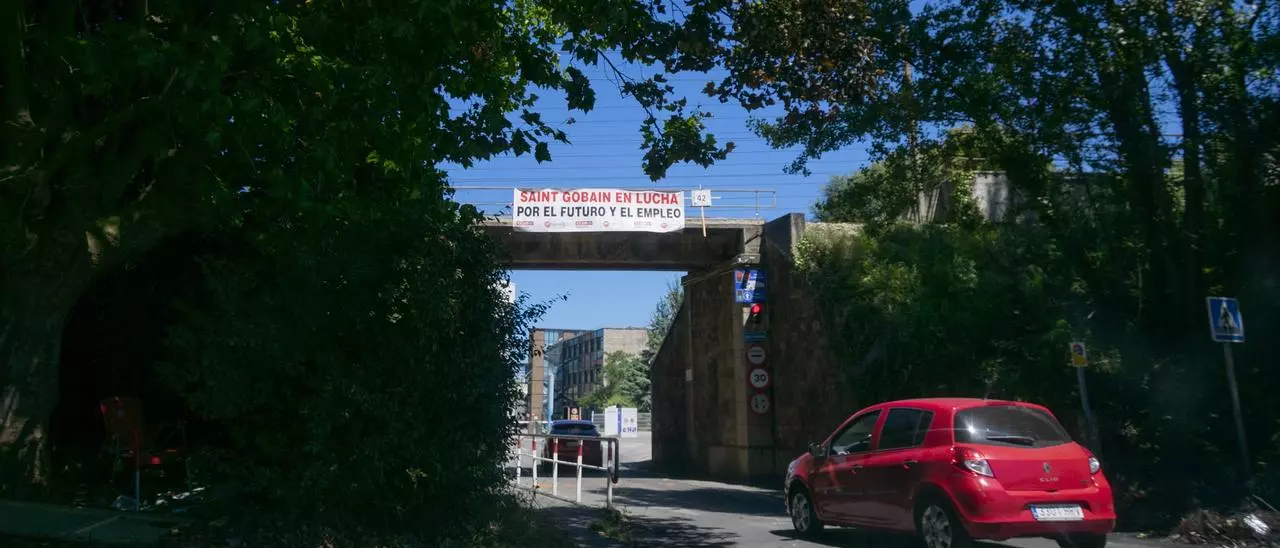 SAINT GOBAIN EN LUCHA
42
POR EL FUTURO Y EL EMPLEO
30
CLIO